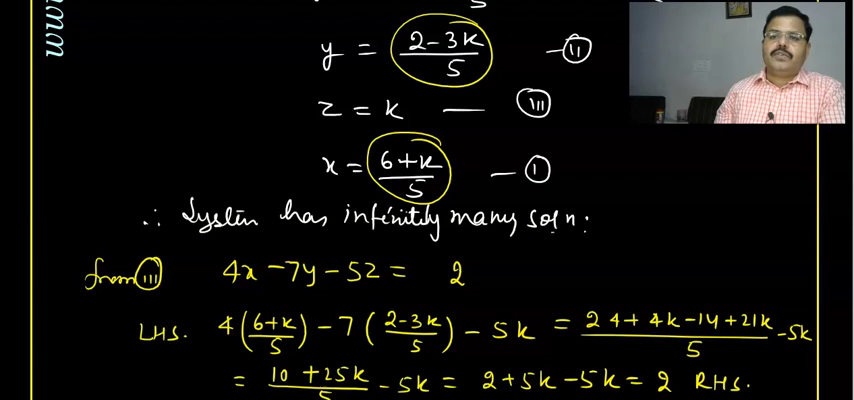 www
5
y = (2-3k)/5 — (II)
z = k — (III)
x = (6+k)/5 — (I)
∴ System has infinitely many soln:
from (III) 4x - 7y - 5z = 2
LHS. 4((6+k)/5) - 7((2-3k)/5) - 5k = (24+4k-14+21k)/5 - 5k
= (10+25k)/5 - 5k = 2+5k-5k = 2 RHS.